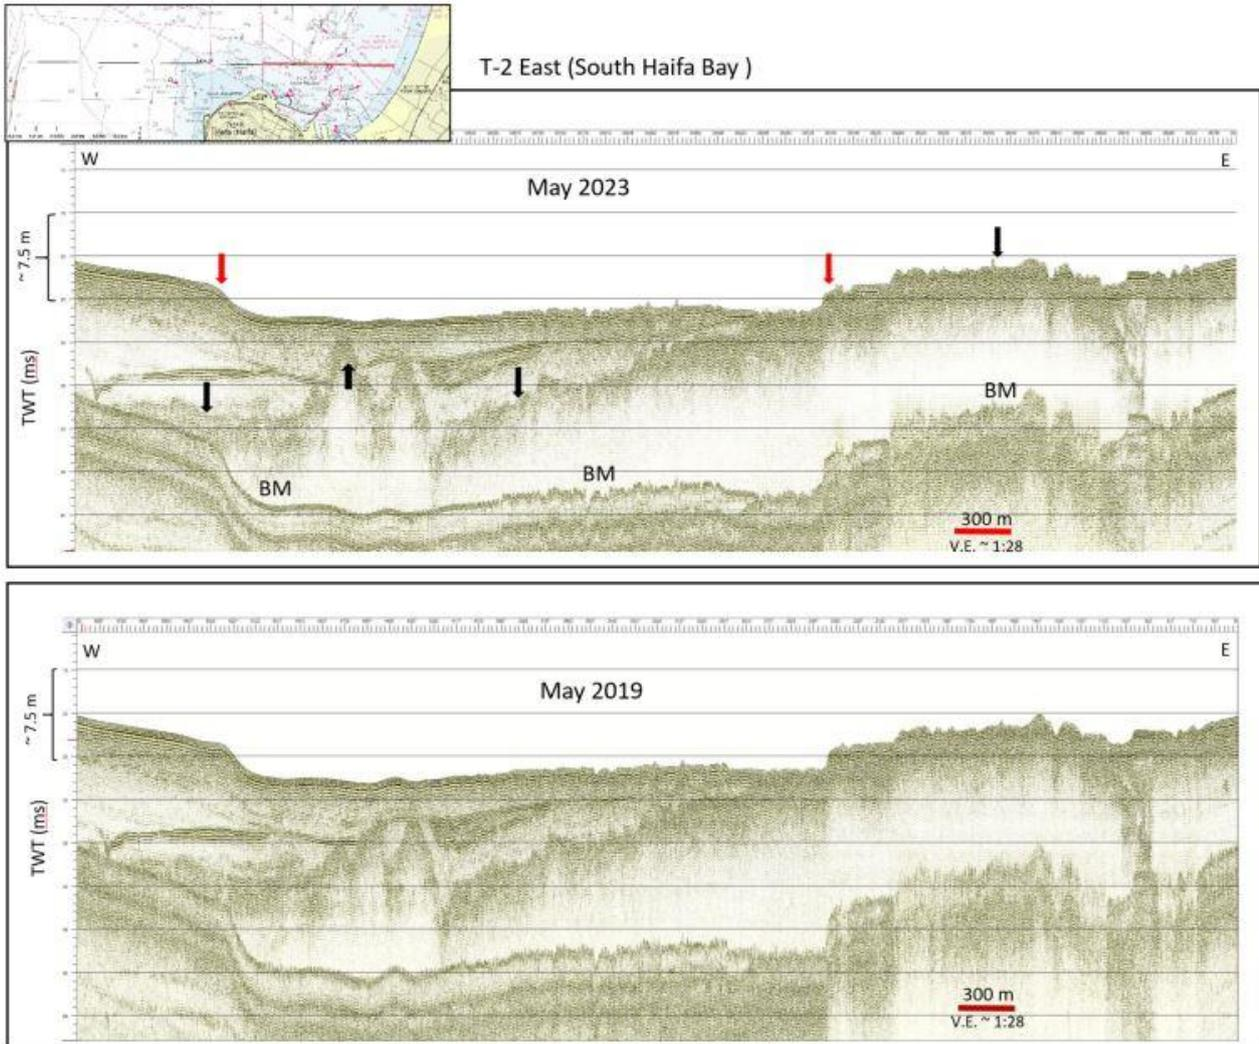 T-2 East (South Haifa Bay )
W
E
May 2023
~ 7.5 m
TWT (ms)
BM
BM
BM
300 m
V.E. ~ 1:28
W
E
May 2019
~ 7.5 m
TWT (ms)
300 m
V.E. ~ 1:28